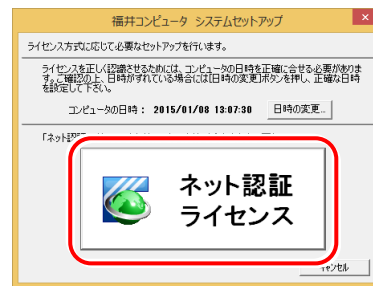 福井コンピュータ システムセットアップ
ライセンス方式に応じて必要なセットアップを行います。
ライセンスを正しく認識させるためには、コンピュータの日時を正確に合せる必要がありま
す。ご確認の上、日時がずれている場合には[日時の変更]ボタンを押し、正確な日時
を設定して下さい。
コンピュータの日時： 2015/01/08 13:07:30 日時の変更...
「ネット認証
ネット認証
ライセンス
キャンセル